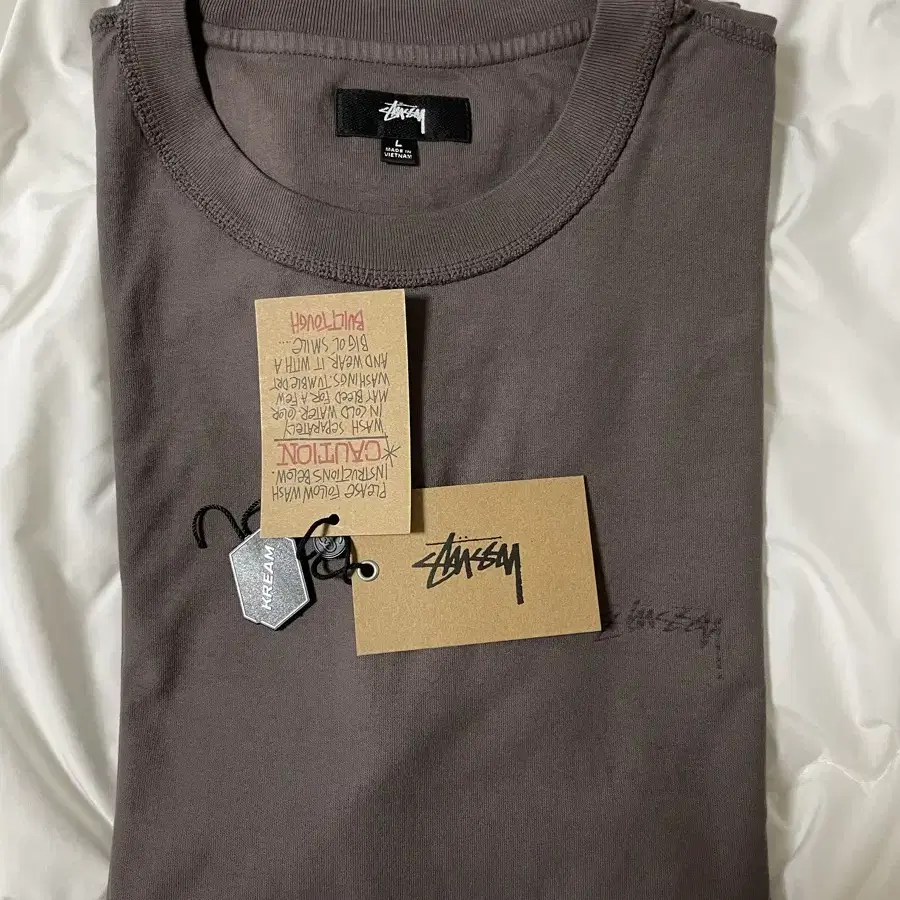 STÜSSY
L
MADE IN
VIETNAM
PLEASE FOLLOW WASH
INSTRUCTIONS BELOW.
*CAUTION
WASH SEPARATELY
IN COLD WATER. COLOR
MAY BLEED FOR A FEW
WASHINGS. TUMBLE DRY
AND WEAR IT WITH A
BIG OL SMILE...
BUILT TOUGH
KREAM
STÜSSY
STÜSSY